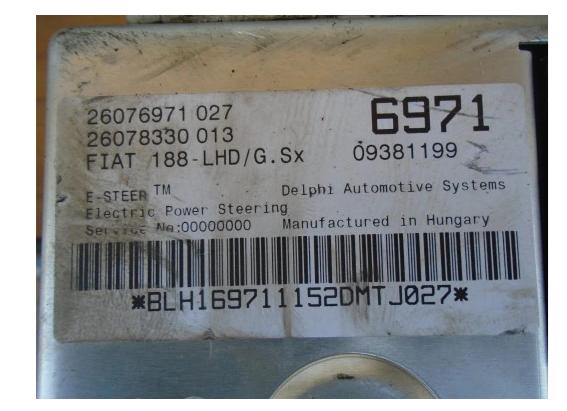 26076971 027 6971
26078330 013
FIAT 188-LHD/G.Sx 09381199
E-STEER TM Delphi Automotive Systems
Electric Power Steering
Service No:00000000 Manufactured in Hungary
*BLH169711152DMTJ027*